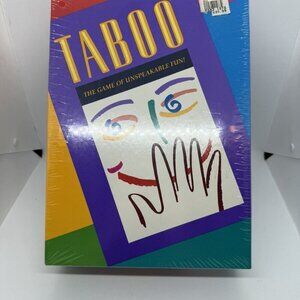 TABOO
THE GAME OF UNSPEAKABLE FUN!